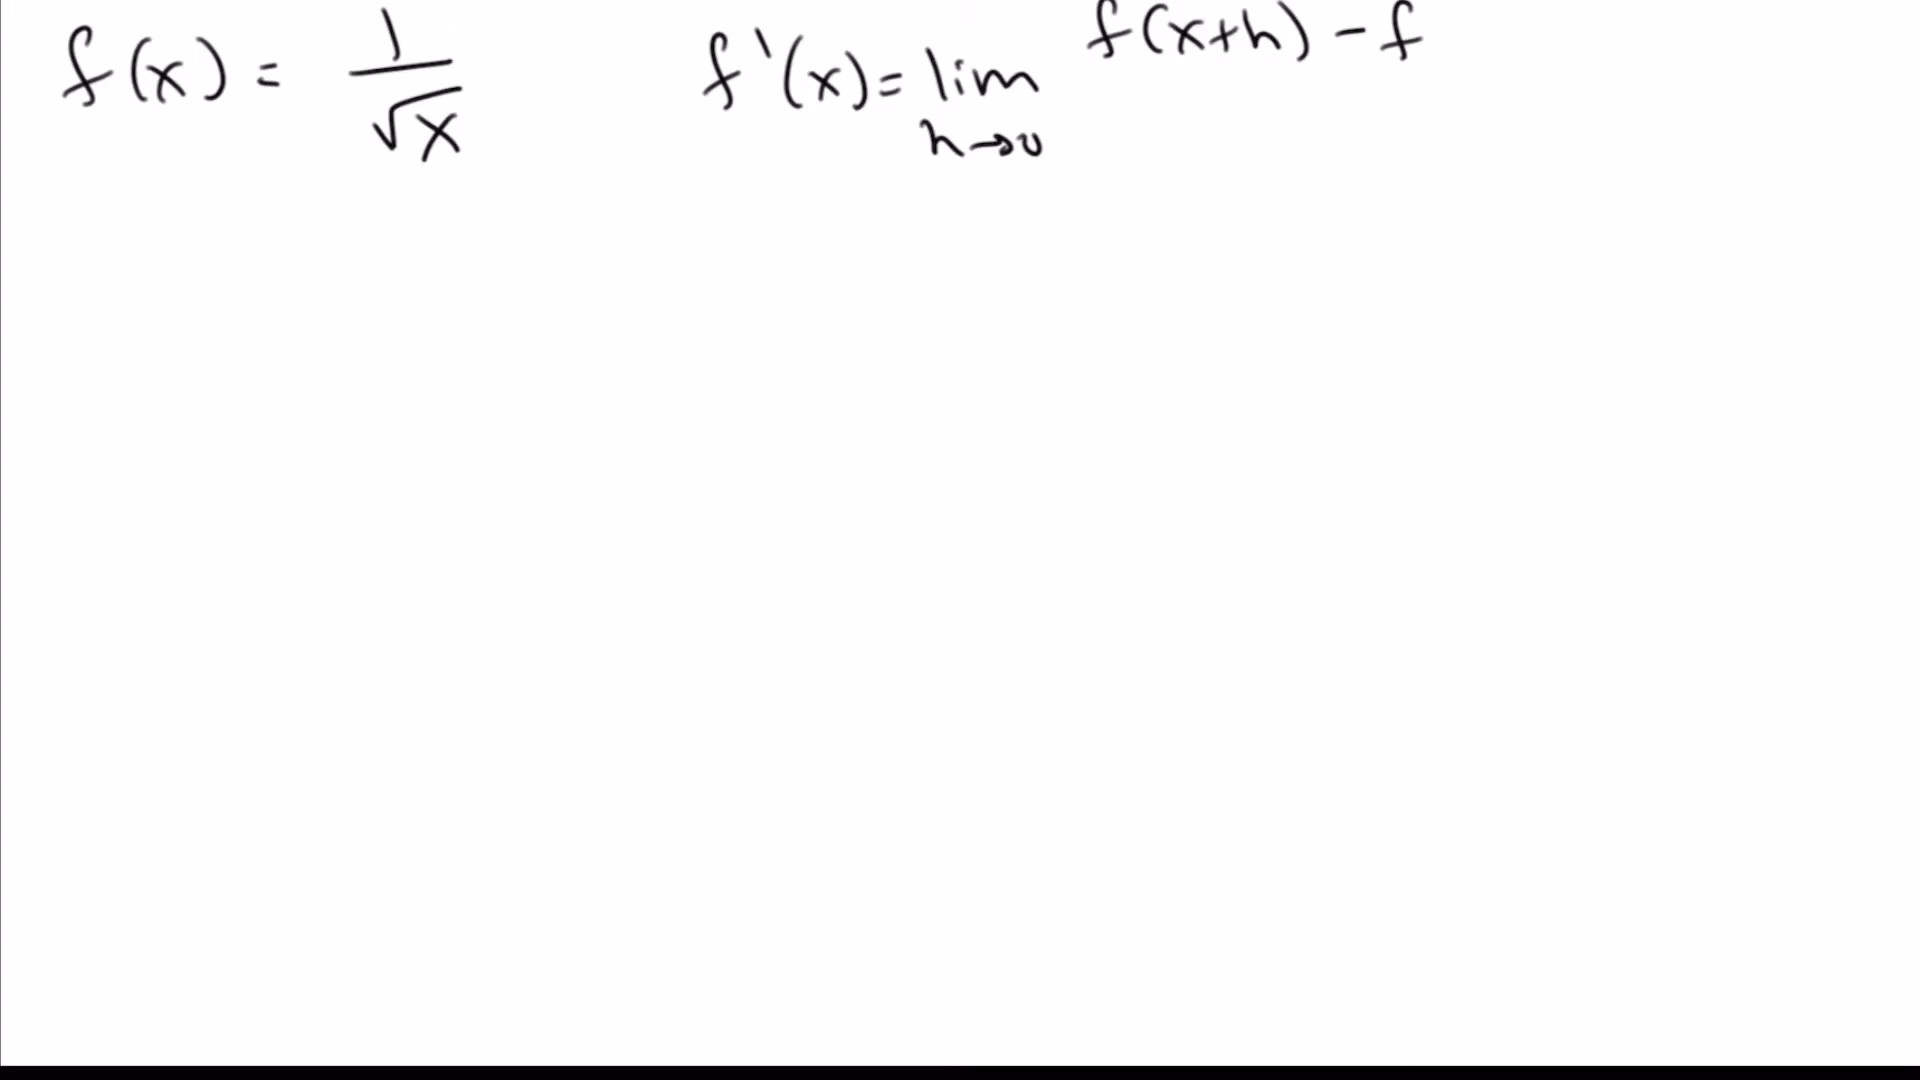 f(x) = 1/√x f'(x) = lim h→0 f(x+h) - f